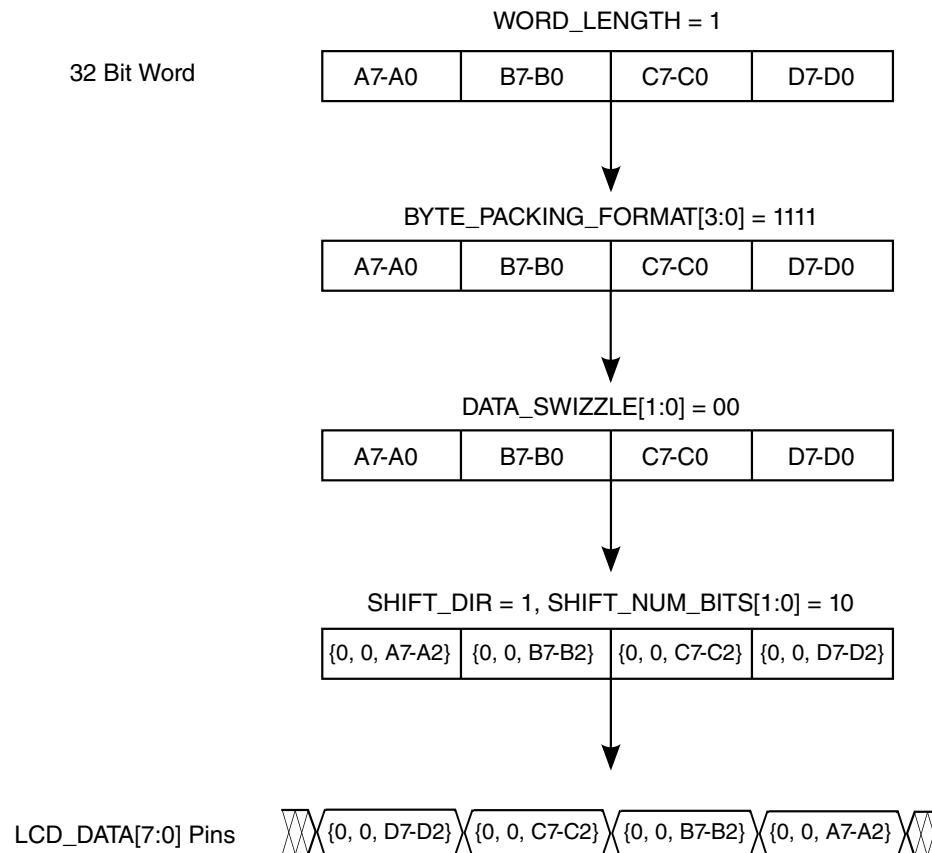 WORD_LENGTH = 1
32 Bit Word
A7-A0 B7-B0 C7-C0 D7-D0
BYTE_PACKING_FORMAT[3:0] = 1111
A7-A0 B7-B0 C7-C0 D7-D0
DATA_SWIZZLE[1:0] = 00
A7-A0 B7-B0 C7-C0 D7-D0
SHIFT_DIR = 1, SHIFT_NUM_BITS[1:0] = 10
{0, 0, A7-A2} {0, 0, B7-B2} {0, 0, C7-C2} {0, 0, D7-D2}
LCD_DATA[7:0] Pins {0, 0, D7-D2} {0, 0, C7-C2} {0, 0, B7-B2} {0, 0, A7-A2}